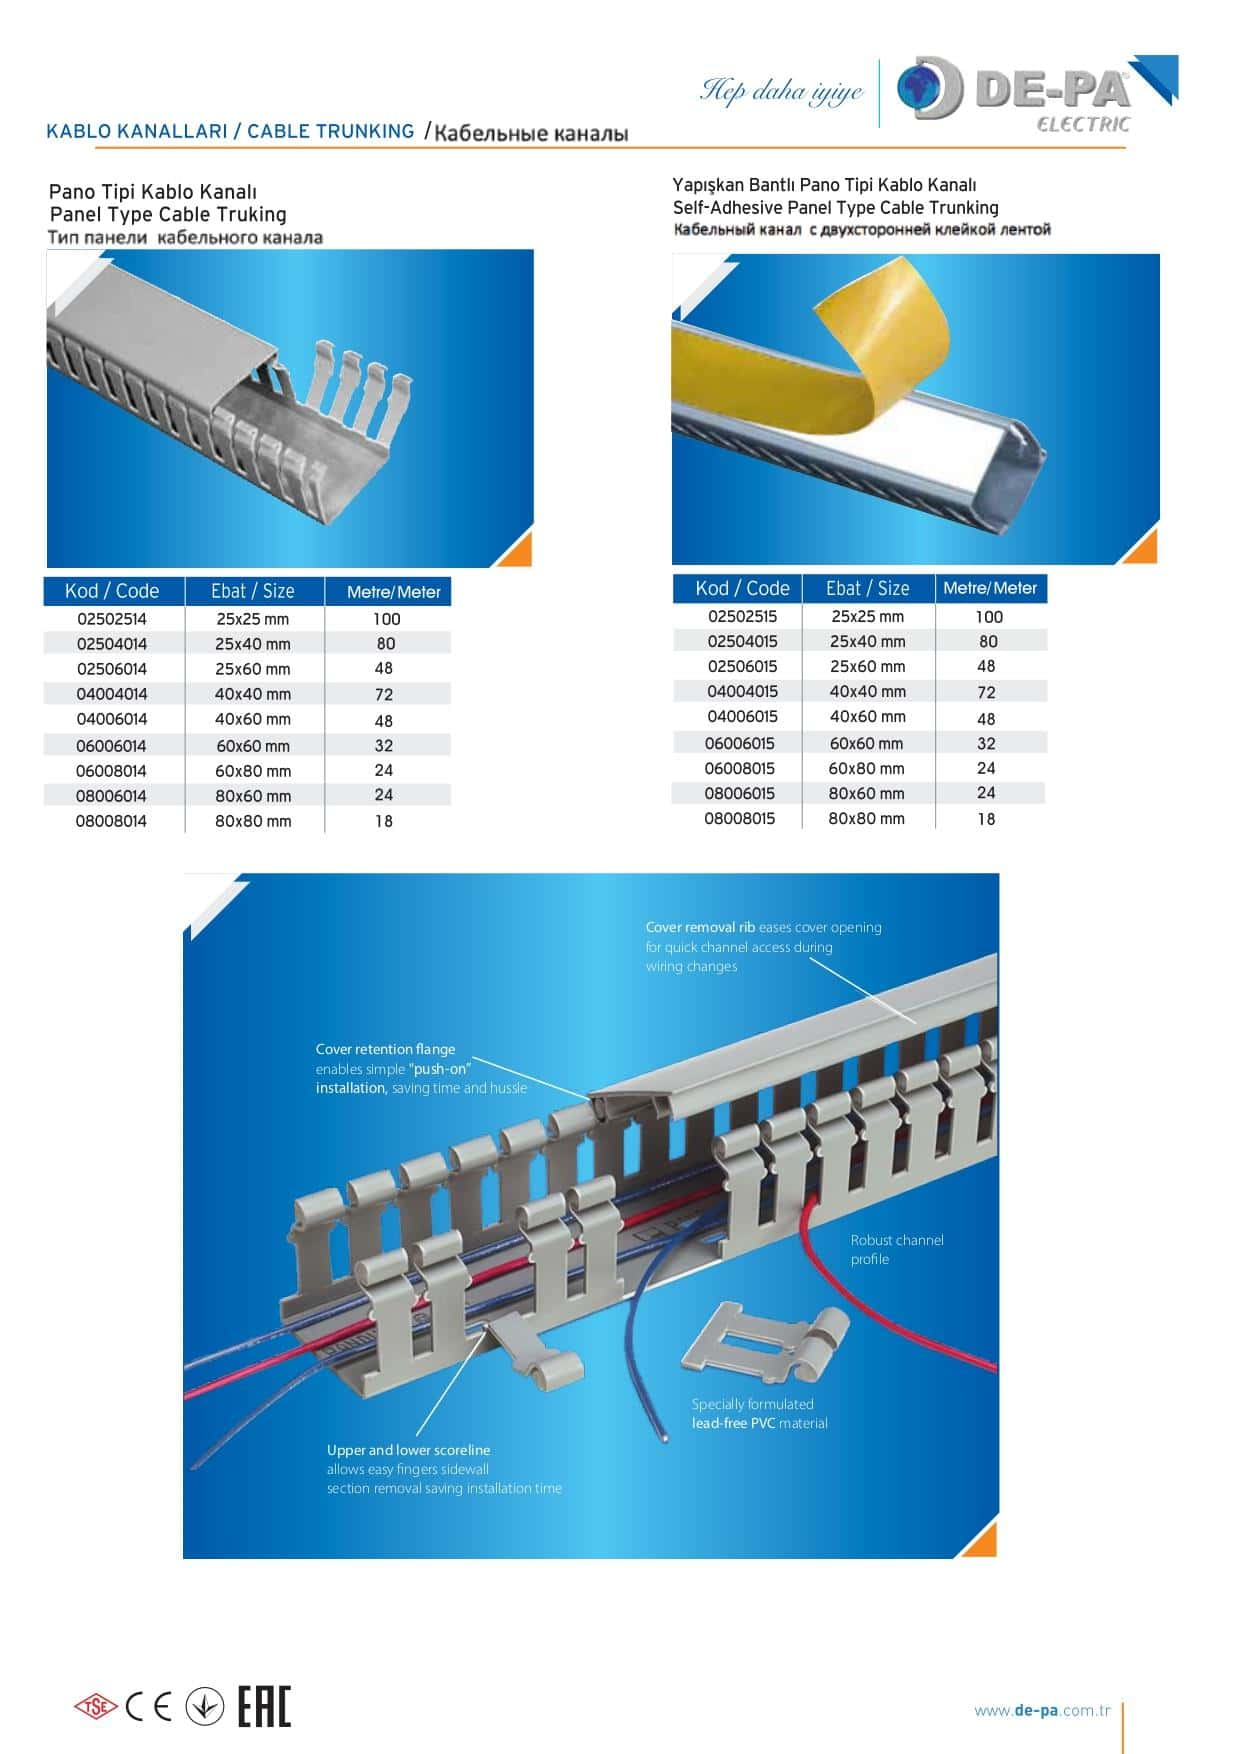 Hep daha iyiye
DE-PA
ELECTRIC
KABLO KANALLARI / CABLE TRUNKING /Кабельные каналы
Pano Tipi Kablo Kanalı
Panel Type Cable Truking
Тип панели кабельного канала
Kod / Code Ebat / Size Metre/Meter
02502514 25x25 mm 100
02504014 25x40 mm 80
02506014 25x60 mm 48
04004014 40x40 mm 72
04006014 40x60 mm 48
06006014 60x60 mm 32
06008014 60x80 mm 24
08006014 80x60 mm 24
08008014 80x80 mm 18
Yapışkan Bantlı Pano Tipi Kablo Kanalı
Self-Adhesive Panel Type Cable Trunking
Кабельный канал с двухсторонней клейкой лентой
Kod / Code Ebat / Size Metre/Meter
02502515 25x25 mm 100
02504015 25x40 mm 80
02506015 25x60 mm 48
04004015 40x40 mm 72
04006015 40x60 mm 48
06006015 60x60 mm 32
06008015 60x80 mm 24
08006015 80x60 mm 24
08008015 80x80 mm 18
Cover removal rib eases cover opening
for quick channel access during
wiring changes
Cover retention flange
enables simple "push-on"
installation, saving time and hussle
Robust channel
profile
Specially formulated
lead-free PVC material
Upper and lower scoreline
allows easy fingers sidewall
section removal saving installation time
TSE CE EAC
www.de-pa.com.tr